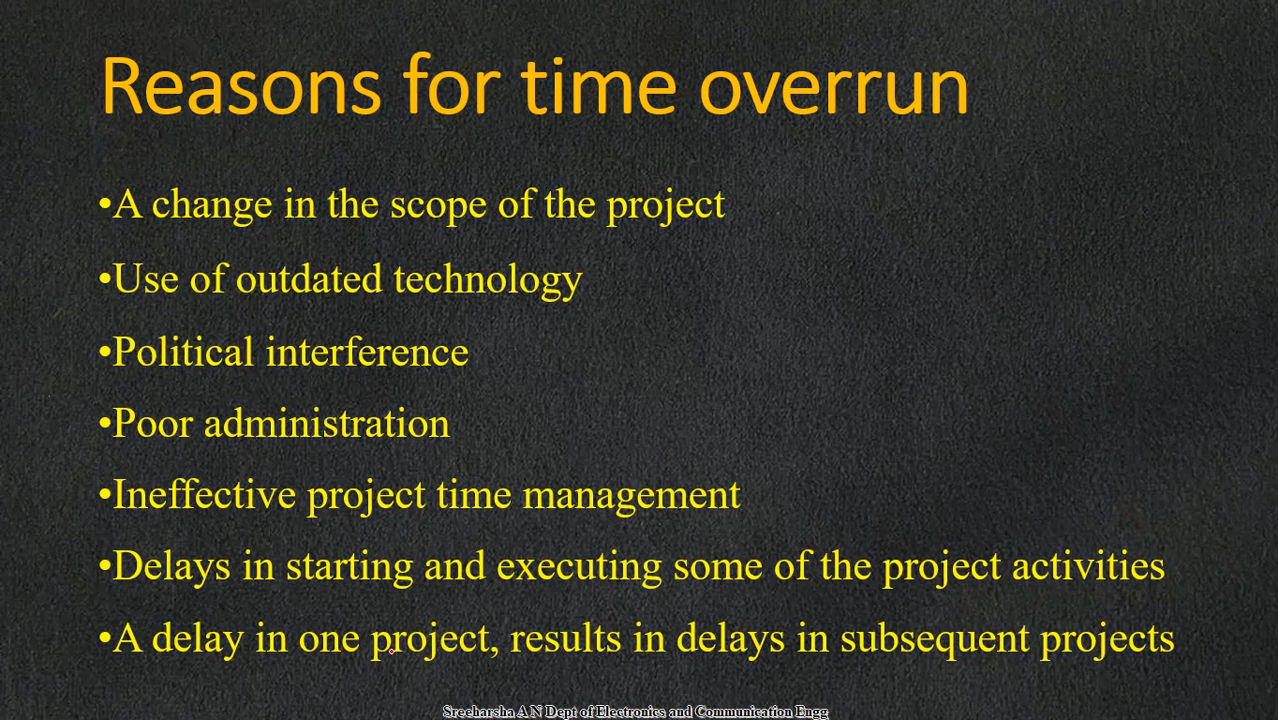 Reasons for time overrun
•A change in the scope of the project
•Use of outdated technology
•Political interference
•Poor administration
•Ineffective project time management
•Delays in starting and executing some of the project activities
•A delay in one project, results in delays in subsequent projects
Sreeharsha A N Dept of Electronics and Communication Engg